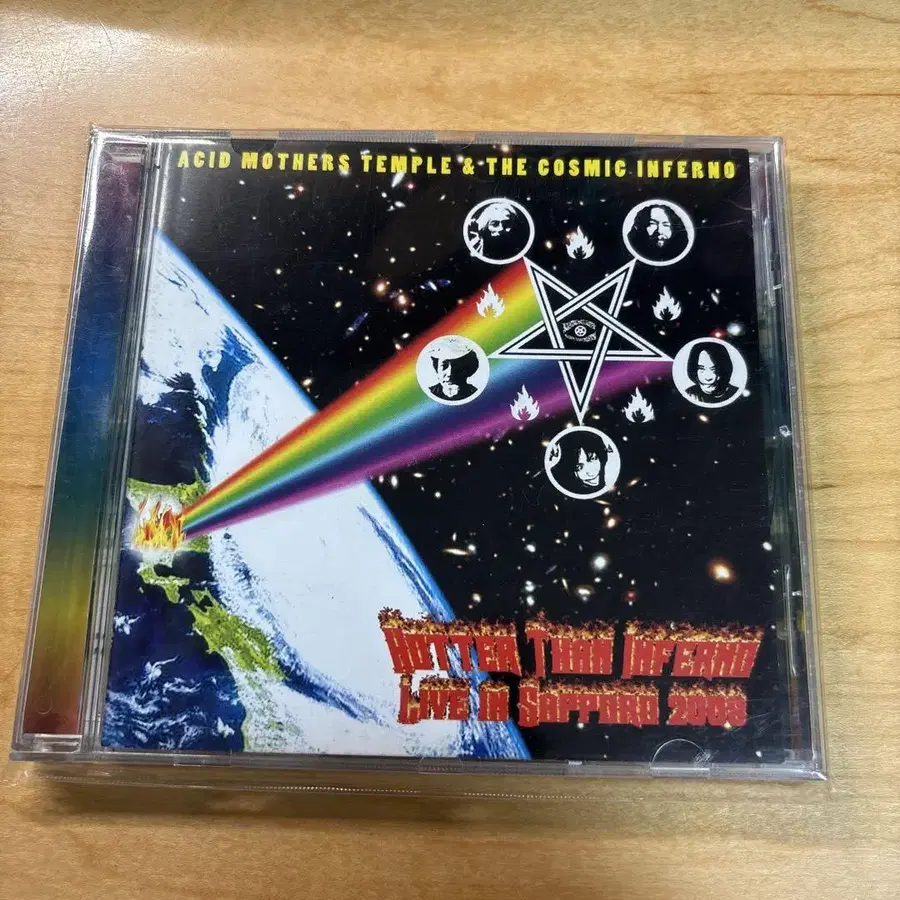 ACID MOTHERS TEMPLE & THE COSMIC INFERNO
HOTTER THAN INFERNO
LIVE IN SAPPORO 2008